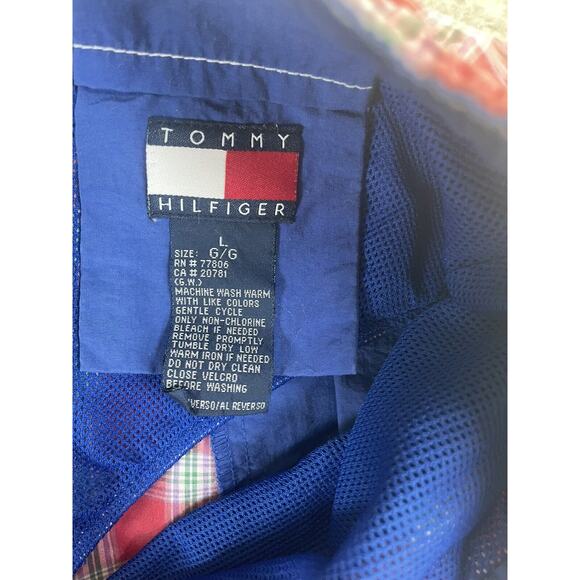 TOMMY
HILFIGER
L
SIZE: G/G
RN # 77806
CA # 20781
(G.W.)
MACHINE WASH WARM
WITH LIKE COLORS
GENTLE CYCLE
ONLY NON-CHLORINE
BLEACH IF NEEDED
REMOVE PROMPTLY
TUMBLE DRY LOW
WARM IRON IF NEEDED
DO NOT DRY CLEAN
CLOSE VELCRO
BEFORE WASHING
VERSO/AL REVERSO